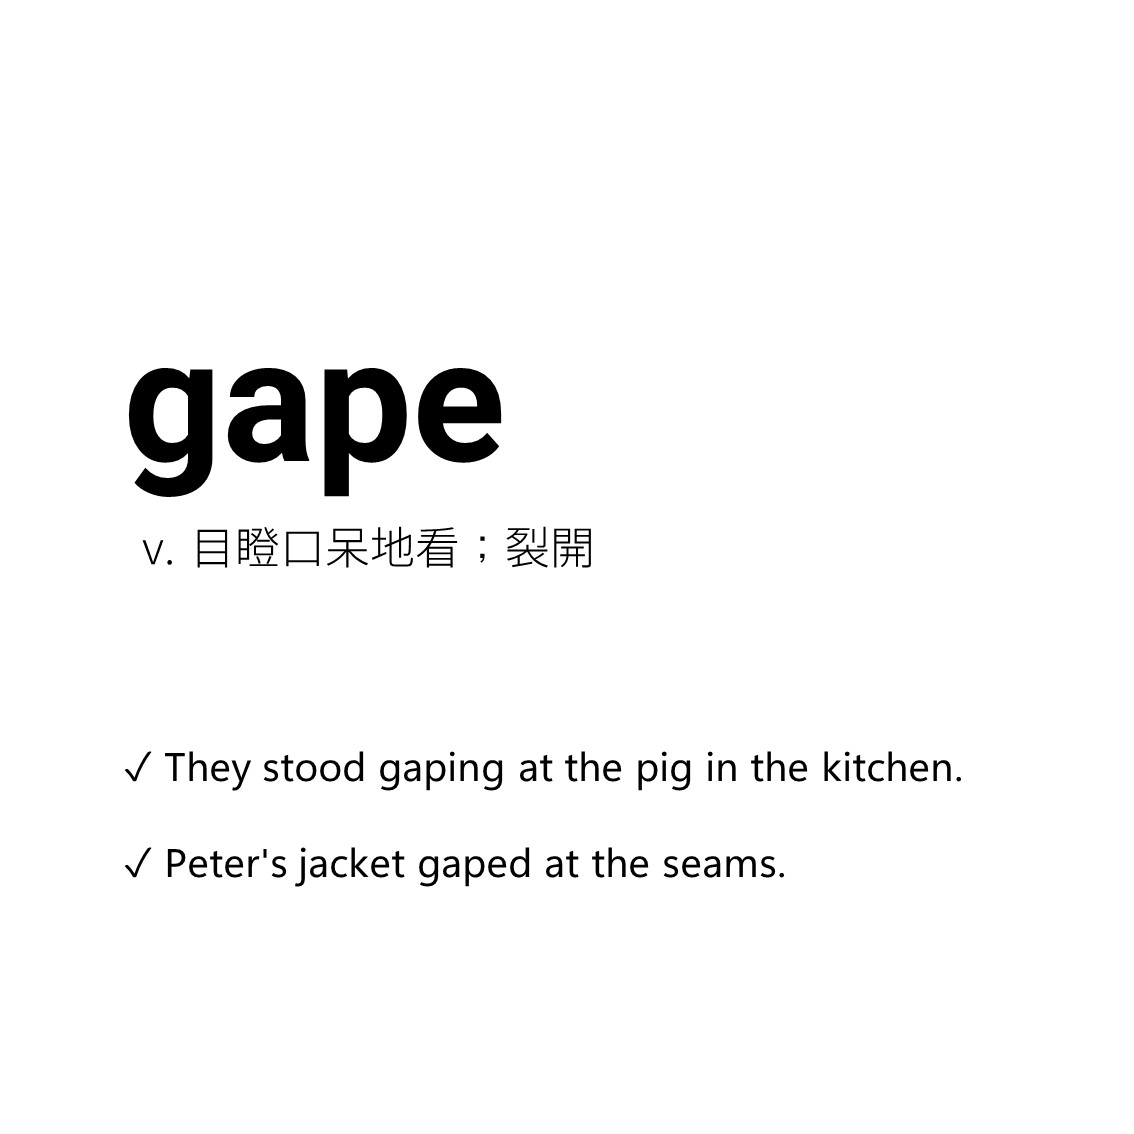 gape
v. 目瞪口呆地看；裂開
✓ They stood gaping at the pig in the kitchen.
✓ Peter's jacket gaped at the seams.